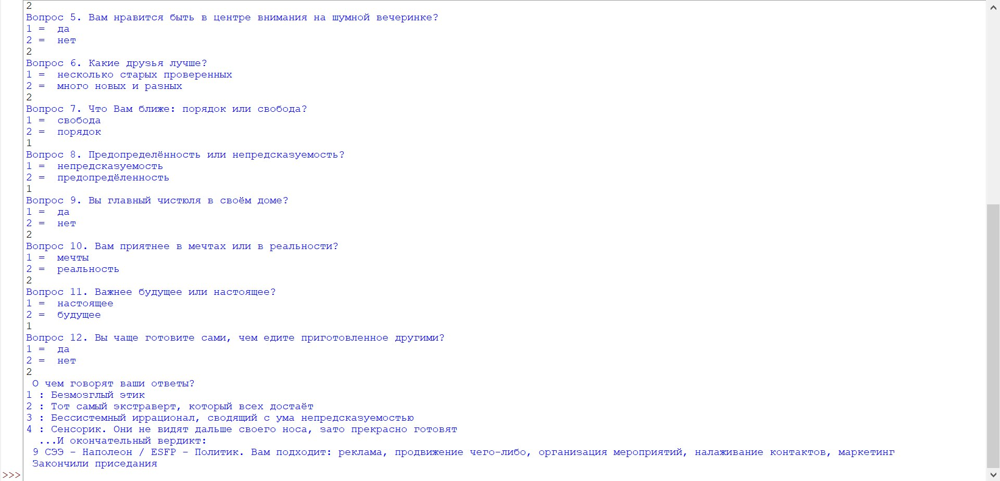 2
Вопрос 5. Вам нравится быть в центре внимания на шумной вечеринке?
1 =  да
2 =  нет
2
Вопрос 6. Какие друзья лучше?
1 =  несколько старых проверенных
2 =  много новых и разных
2
Вопрос 7. Что Вам ближе: порядок или свобода?
1 =  свобода
2 =  порядок
1
Вопрос 8. Предопределённость или непредсказуемость?
1 =  непредсказуемость
2 =  предопредёленность
1
Вопрос 9. Вы главный чистюля в своём доме?
1 =  да
2 =  нет
2
Вопрос 10. Вам приятнее в мечтах или в реальности?
1 =  мечты
2 =  реальность
2
Вопрос 11. Важнее будущее или настоящее?
1 =  настоящее
2 =  будущее
1
Вопрос 12. Вы чаще готовите сами, чем едите приготовленное другими?
1 =  да
2 =  нет
2
О чем говорят ваши ответы?
1 : Безмозглый этик
2 : Тот самый экстраверт, который всех достаёт
3 : Бессистемный иррационал, сводящий с ума непредсказуемостью
4 : Сенсорик. Они не видят дальше своего носа, зато прекрасно готовят
...И окончательный вердикт:
9 СЭЭ - Наполеон / ESFP - Политик. Вам подходит: реклама, продвижение чего-либо, организация мероприятий, налаживание контактов, маркетинг
Закончили приседания
>>>